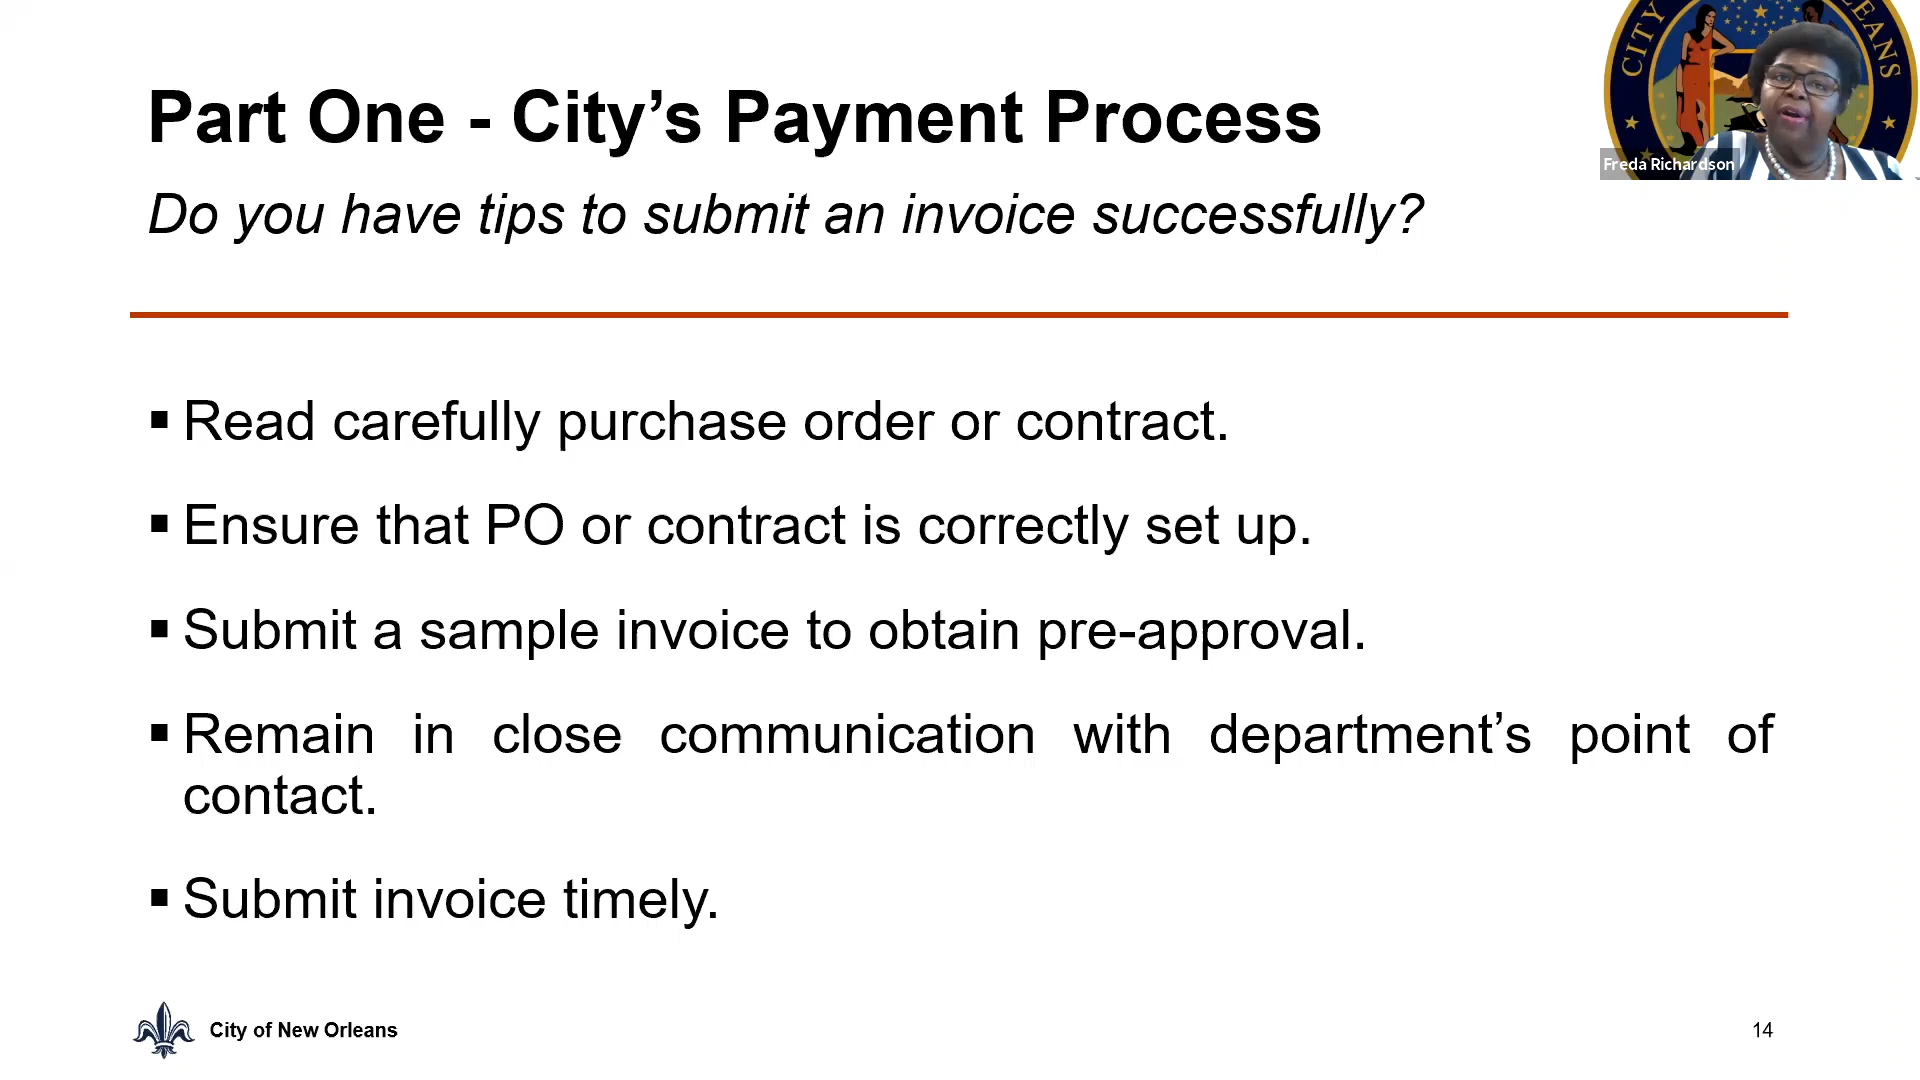 Part One - City’s Payment Process
Do you have tips to submit an invoice successfully?
CITY
LEANS
Freda Richardson
▪ Read carefully purchase order or contract.
▪ Ensure that PO or contract is correctly set up.
▪ Submit a sample invoice to obtain pre-approval.
▪ Remain in close communication with department’s point of
contact.
▪ Submit invoice timely.
City of New Orleans
14